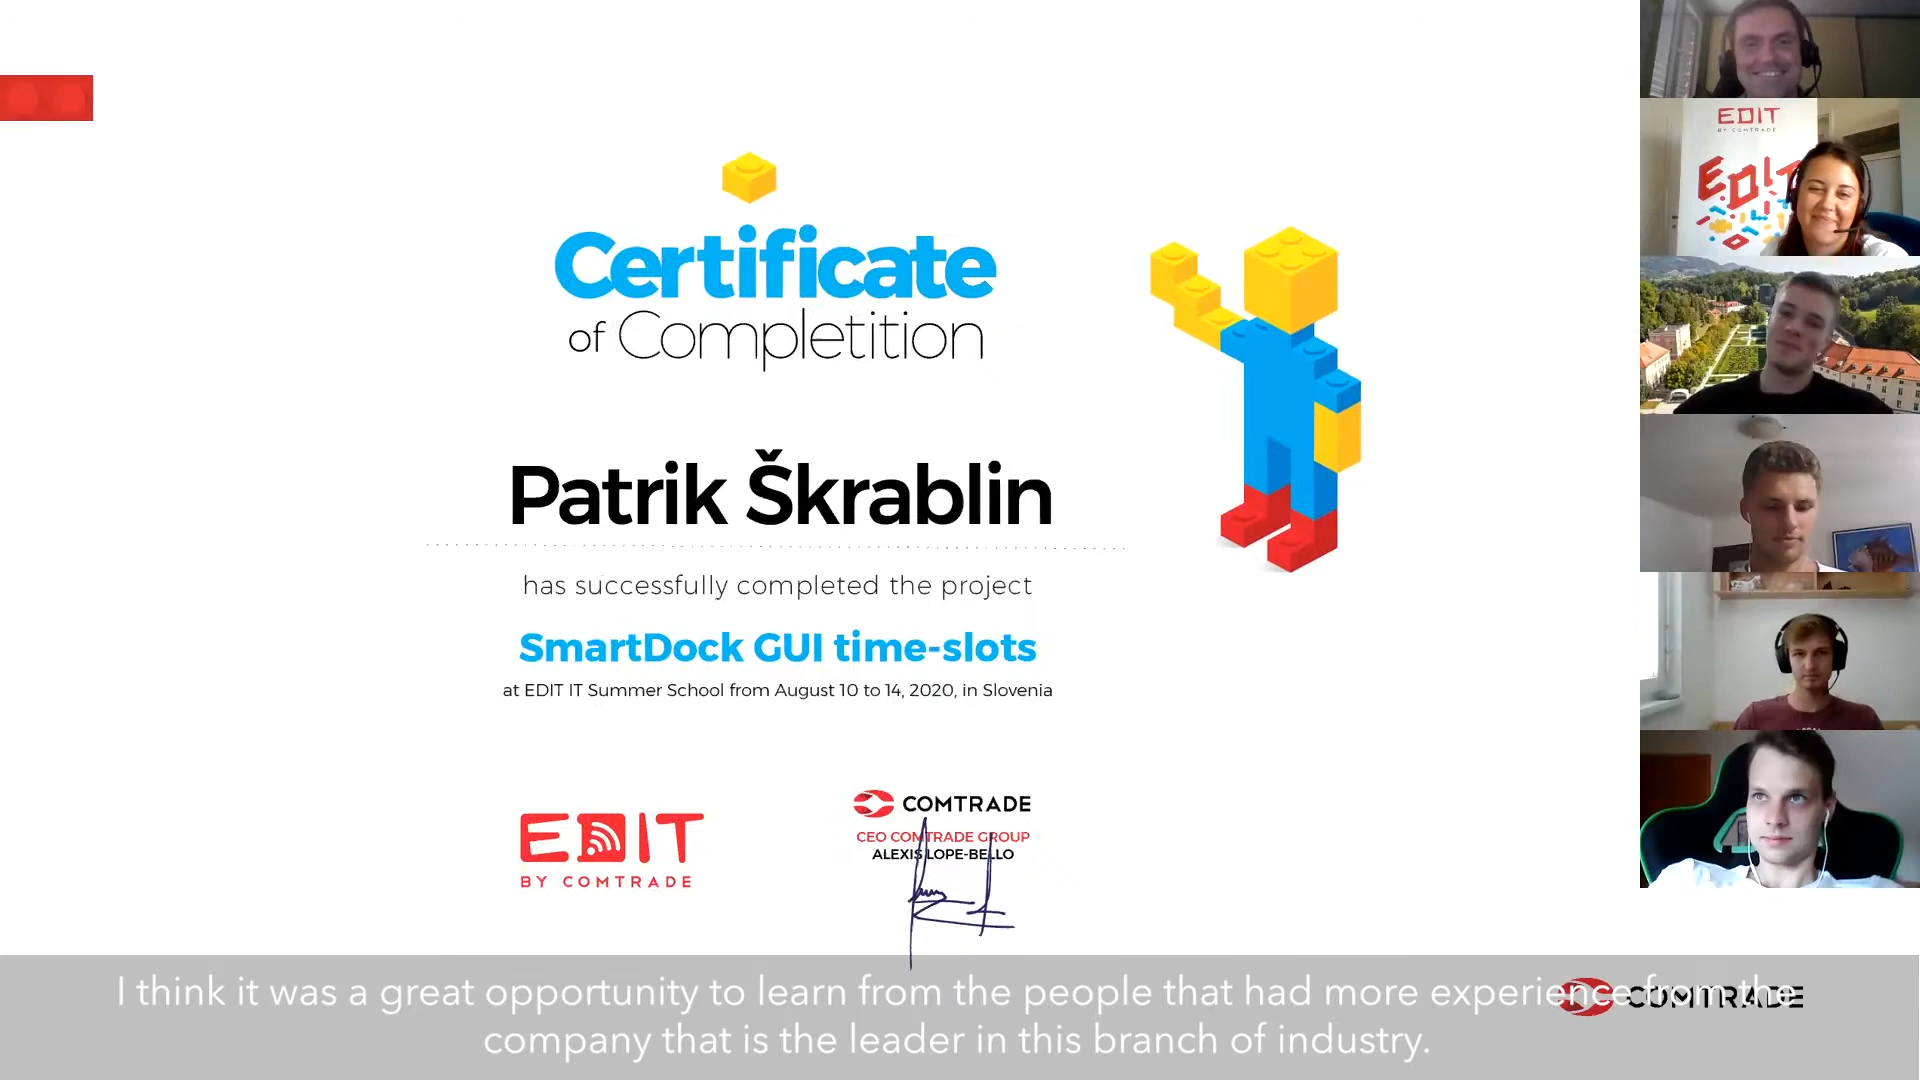 Certificate
of Completition
Patrik Škrablin
has successfully completed the project
SmartDock GUI time-slots
at EDIT IT Summer School from August 10 to 14, 2020, in Slovenia
EDIT
BY COMTRADE
COMTRADE
CEO COMTRADE GROUP
ALEXIS LOPE-BELLO
EDIT
BY COMTRADE
EDIT
I think it was a great opportunity to learn from the people that had more experience from the
company that is the leader in this branch of industry.
COMTRADE